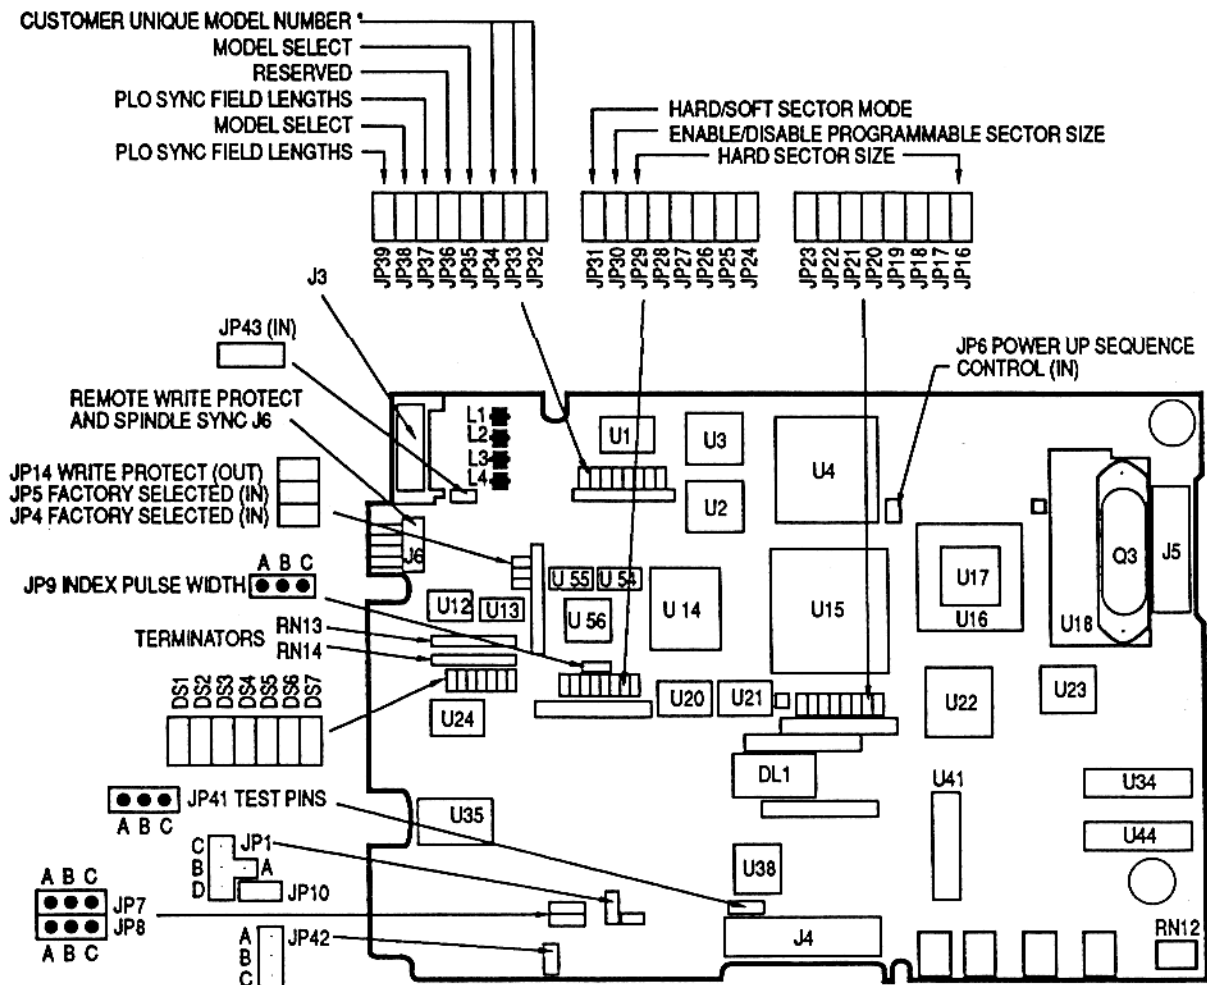 CUSTOMER UNIQUE MODEL NUMBER *
MODEL SELECT
RESERVED
PLO SYNC FIELD LENGTHS
MODEL SELECT
PLO SYNC FIELD LENGTHS
HARD/SOFT SECTOR MODE
ENABLE/DISABLE PROGRAMMABLE SECTOR SIZE
HARD SECTOR SIZE
JP39
JP38
JP37
JP36
JP35
JP34
JP33
JP32
JP31
JP30
JP29
JP28
JP27
JP26
JP25
JP24
JP23
JP22
JP21
JP20
JP19
JP18
JP17
JP16
J3
JP43 (IN)
JP6 POWER UP SEQUENCE
CONTROL (IN)
REMOTE WRITE PROTECT
AND SPINDLE SYNC J6
JP14 WRITE PROTECT (OUT)
JP5 FACTORY SELECTED (IN)
JP4 FACTORY SELECTED (IN)
A B C
JP9 INDEX PULSE WIDTH
TERMINATORS
RN13
RN14
DS1
DS2
DS3
DS4
DS5
DS6
DS7
JP41 TEST PINS
A B C
C
B
D
JP1
A
JP10
A B C
JP7
JP8
A B C
A
B
C
JP42
L1
L2
L3
L4
U1
U3
U4
U2
J6
U12
U13
U 55
U 54
U 56
U 14
U15
U17
U16
U18
Q3
J5
U24
U20
U21
U22
U23
DL1
U35
U41
U34
U44
U38
J4
RN12